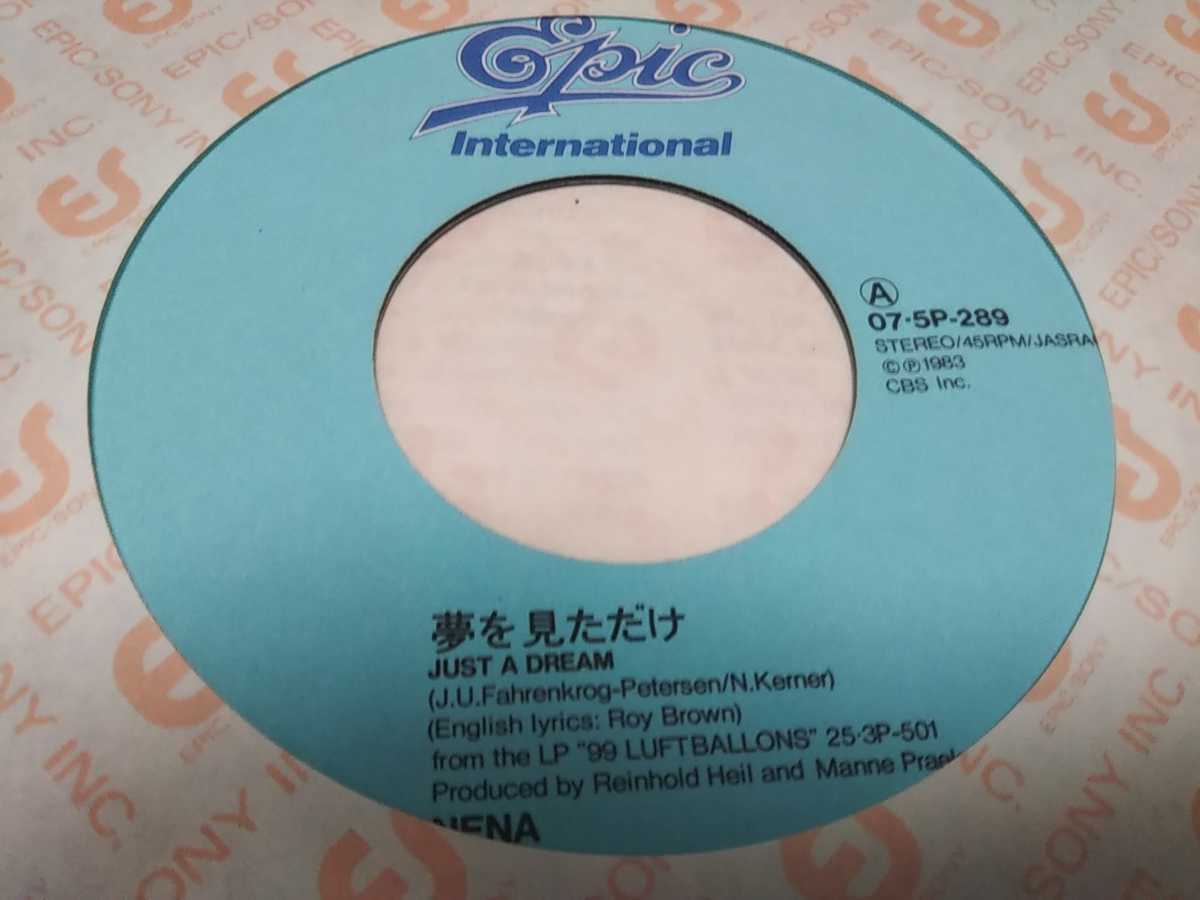 Epic
International
A
07·5P-289
STEREO/45RPM/JASRA
©℗1983
CBS Inc.
夢を見ただけ
JUST A DREAM
(J.U.Fahrenkrog-Petersen/N.Kerner)
(English lyrics: Roy Brown)
from the LP "99 LUFTBALLONS" 25·3P-501
Produced by Reinhold Heil and Manne
NENA
EPIC/SONY INC.